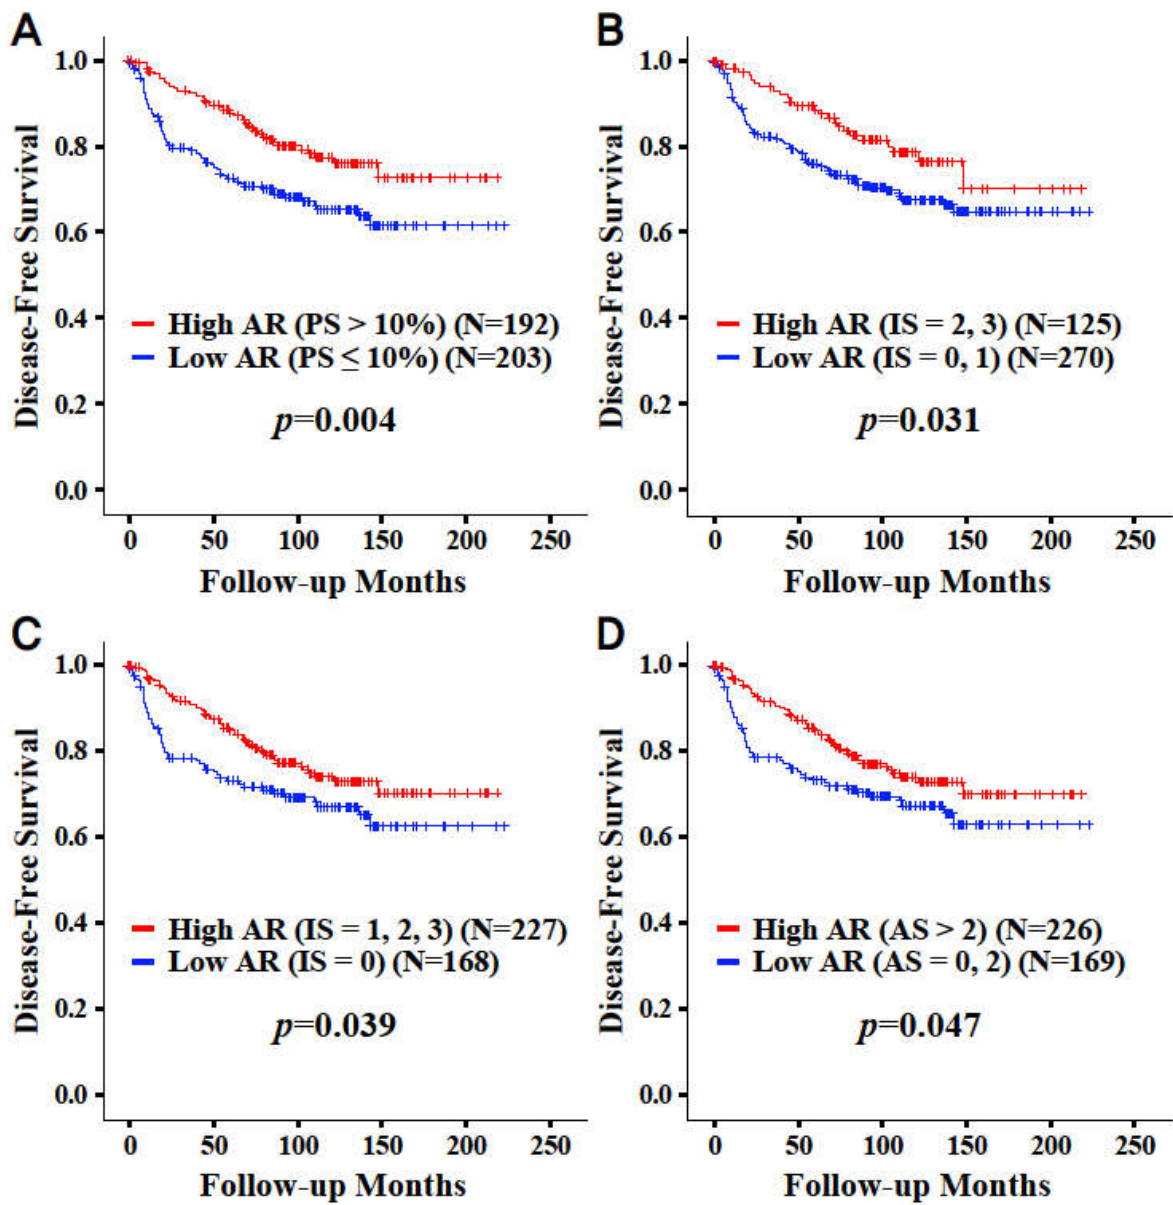 A
Disease-Free Survival
1.0
0.8
0.6
0.4
0.2
0.0
High AR (PS > 10%) (N=192)
Low AR (PS ≤ 10%) (N=203)
p=0.004
0 50 100 150 200 250
Follow-up Months
B
Disease-Free Survival
1.0
0.8
0.6
0.4
0.2
0.0
High AR (IS = 2, 3) (N=125)
Low AR (IS = 0, 1) (N=270)
p=0.031
0 50 100 150 200 250
Follow-up Months
C
Disease-Free Survival
1.0
0.8
0.6
0.4
0.2
0.0
High AR (IS = 1, 2, 3) (N=227)
Low AR (IS = 0) (N=168)
p=0.039
0 50 100 150 200 250
Follow-up Months
D
Disease-Free Survival
1.0
0.8
0.6
0.4
0.2
0.0
High AR (AS > 2) (N=226)
Low AR (AS = 0, 2) (N=169)
p=0.047
0 50 100 150 200 250
Follow-up Months